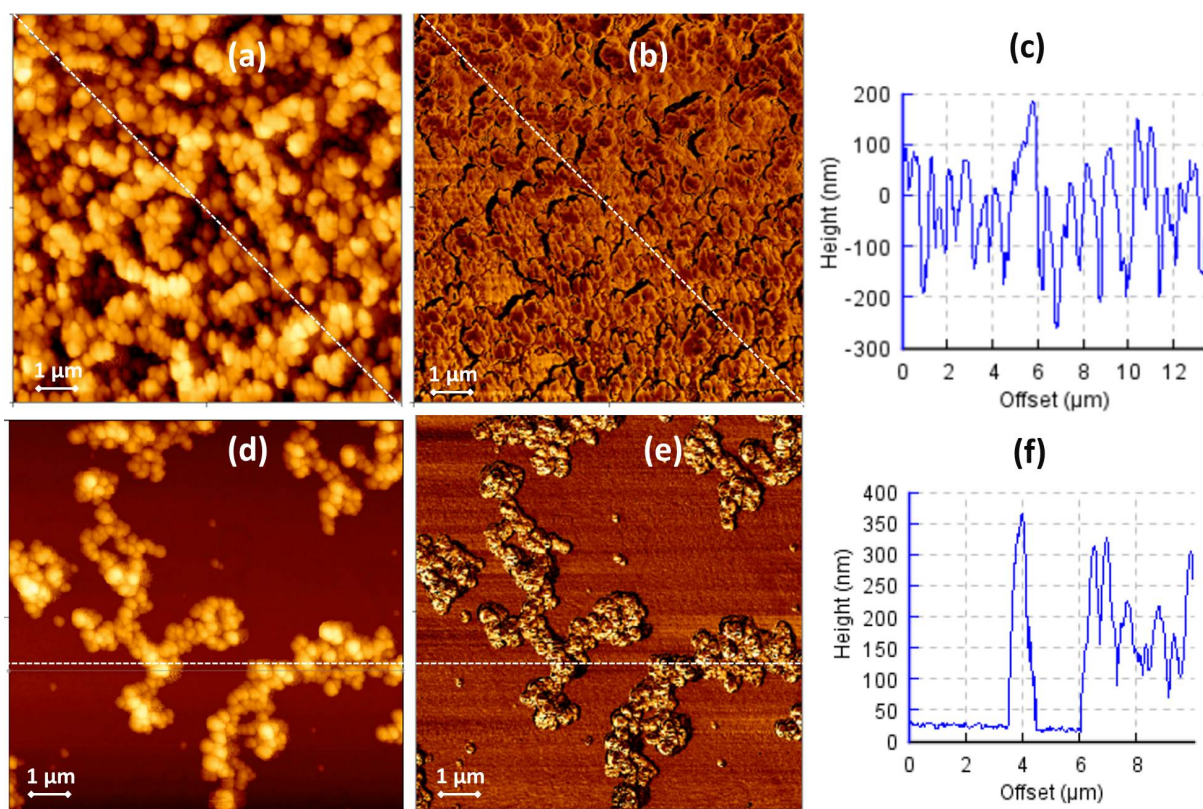 (a)
1 µm
(b)
1 µm
(c)
200
100
0
-100
-200
-300
Height (nm)
0 2 4 6 8 10 12
Offset (µm)
(d)
1 µm
(e)
1 µm
(f)
400
350
300
250
200
150
100
50
0
Height (nm)
0 2 4 6 8
Offset (µm)